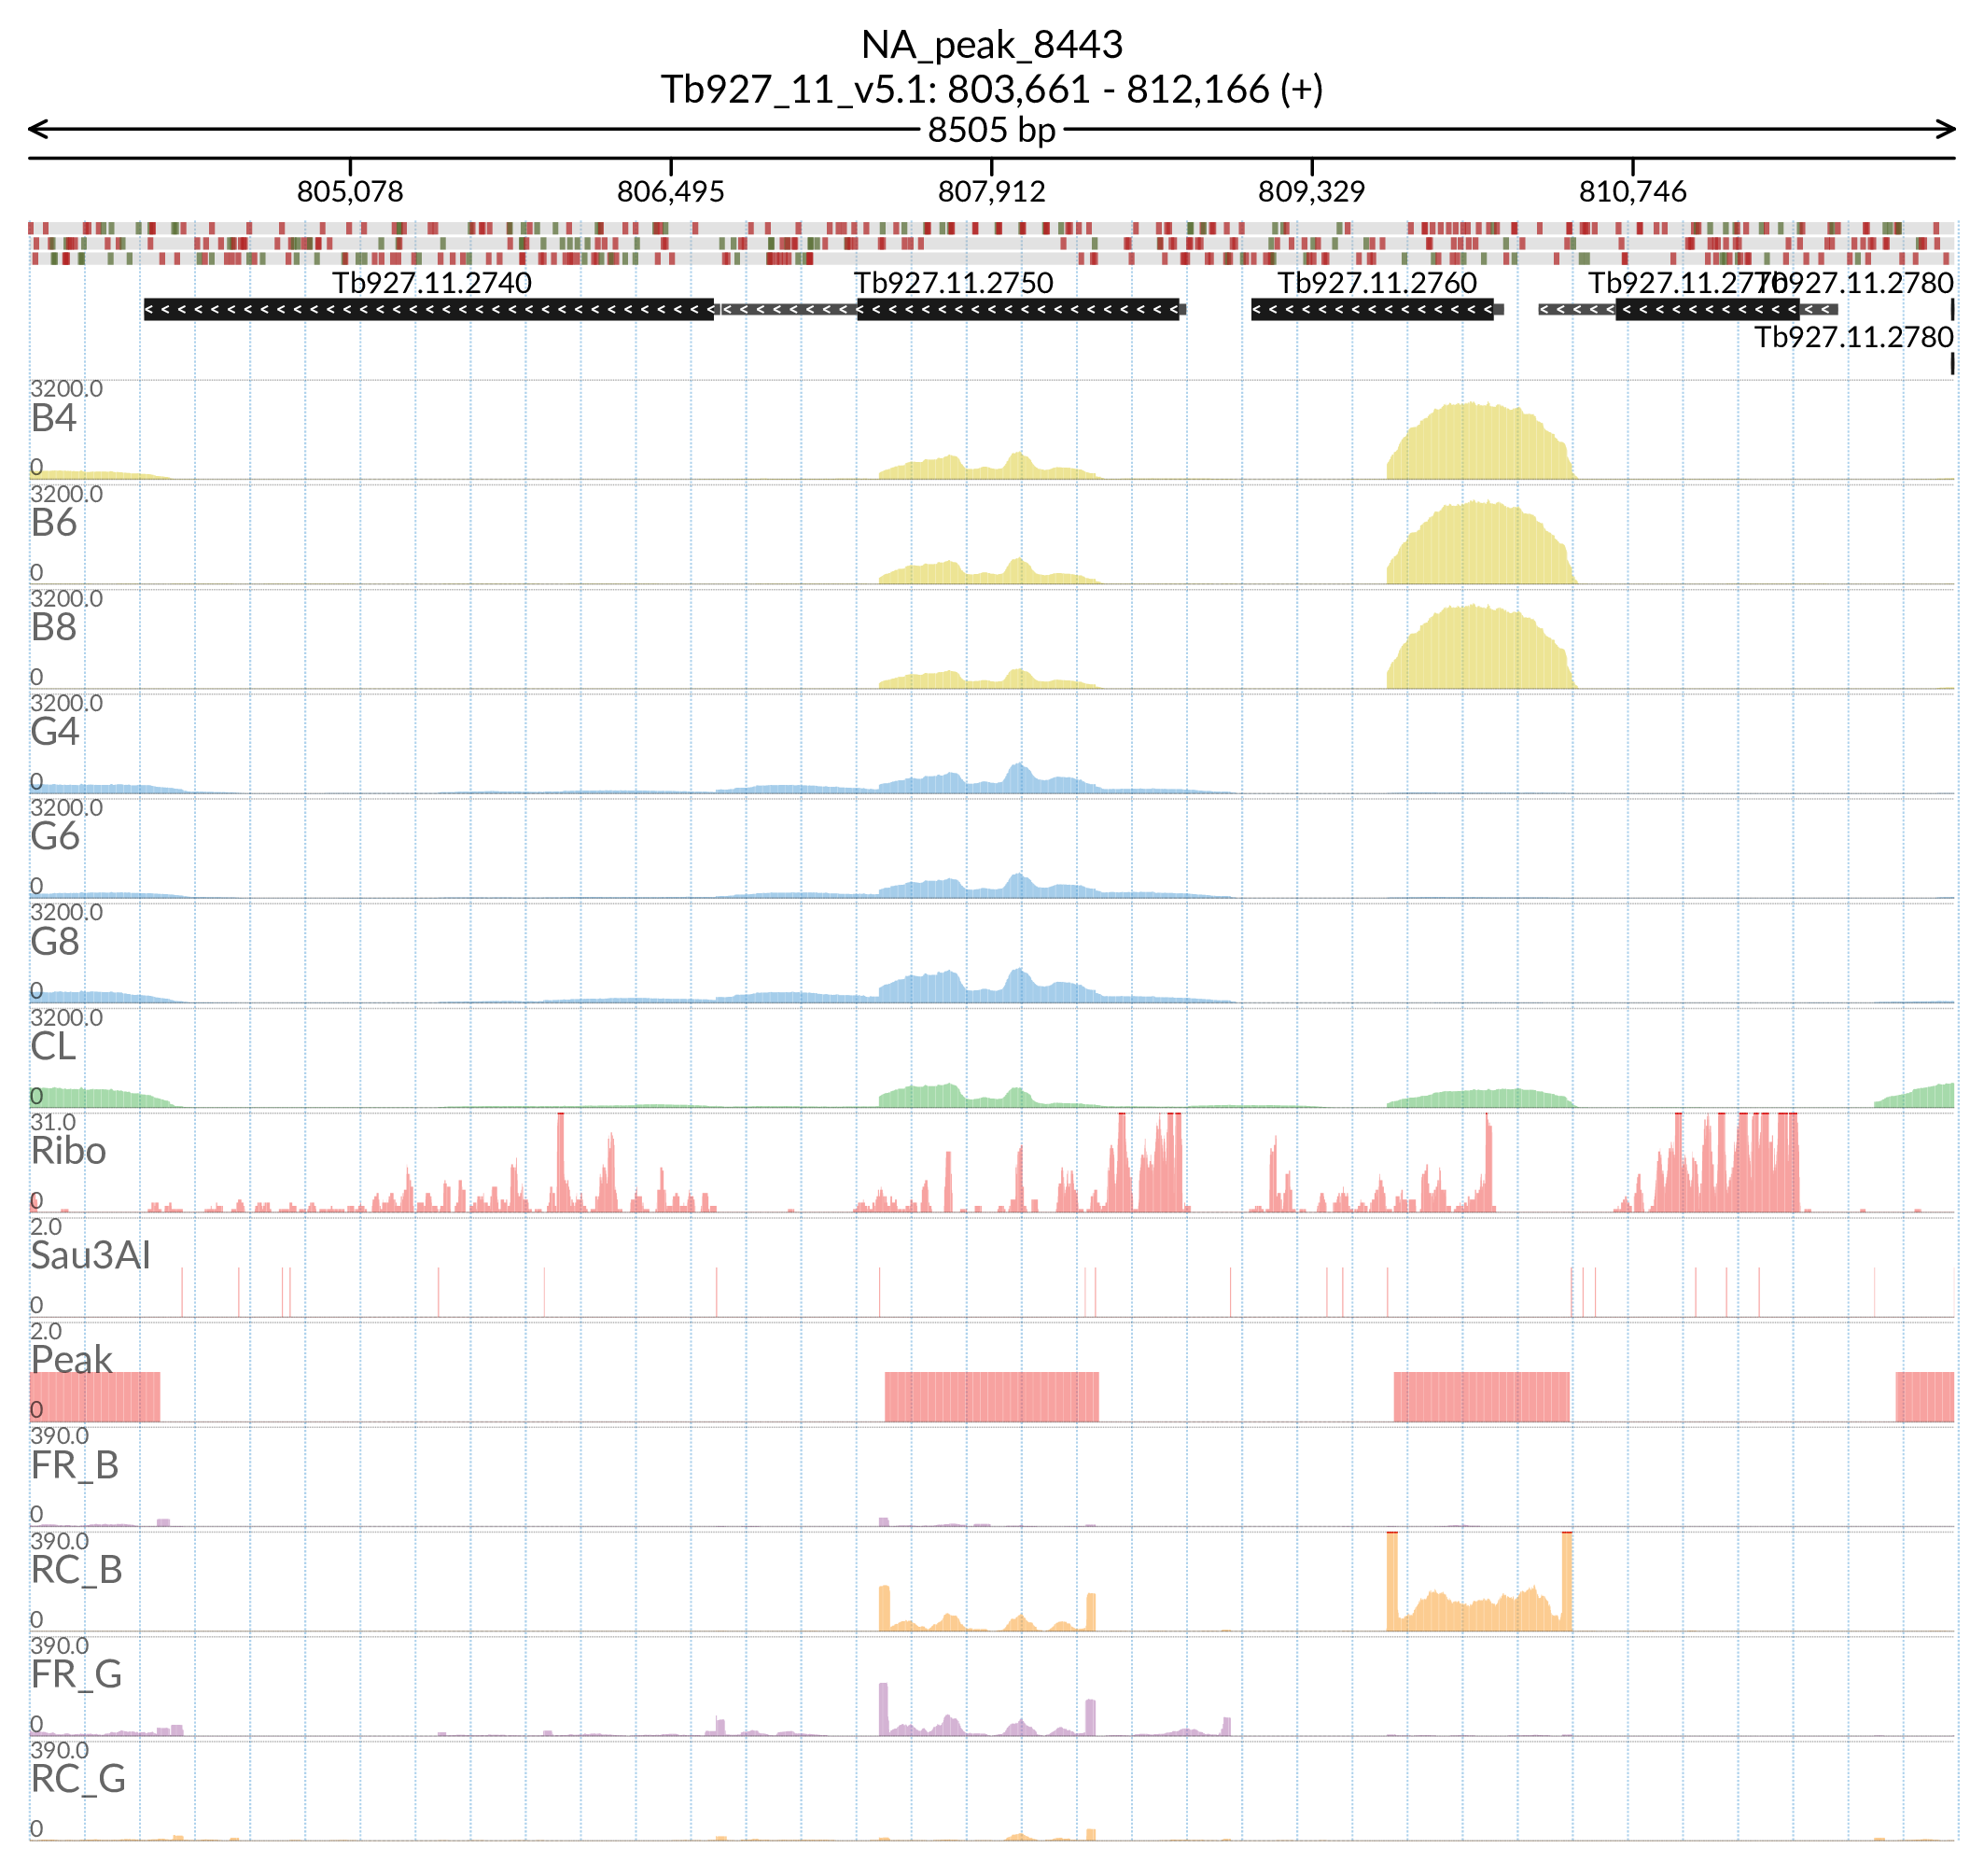 NA_peak_8443
Tb927_11_v5.1: 803,661 - 812,166 (+)
8505 bp
805,078 806,495 807,912 809,329 810,746
Tb927.11.2740 Tb927.11.2750 Tb927.11.2760 Tb927.11.2770 Tb927.11.2780
Tb927.11.2780
3200.0
B4
0
3200.0
B6
0
3200.0
B8
0
3200.0
G4
0
3200.0
G6
0
3200.0
G8
0
3200.0
CL
0
31.0
Ribo
0
2.0
Sau3AI
0
2.0
Peak
0
390.0
FR_B
0
390.0
RC_B
0
390.0
FR_G
0
390.0
RC_G
0